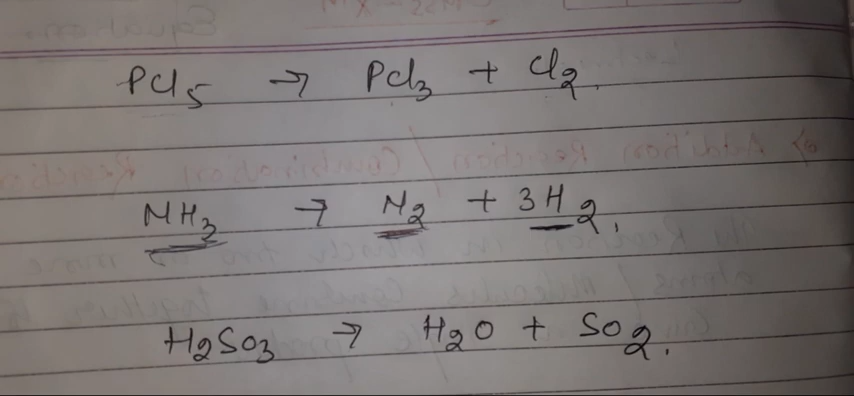 PCl5 → PCl3 + Cl2.
NH3 → N2 + 3H2.
H2SO3 → H2O + SO2.